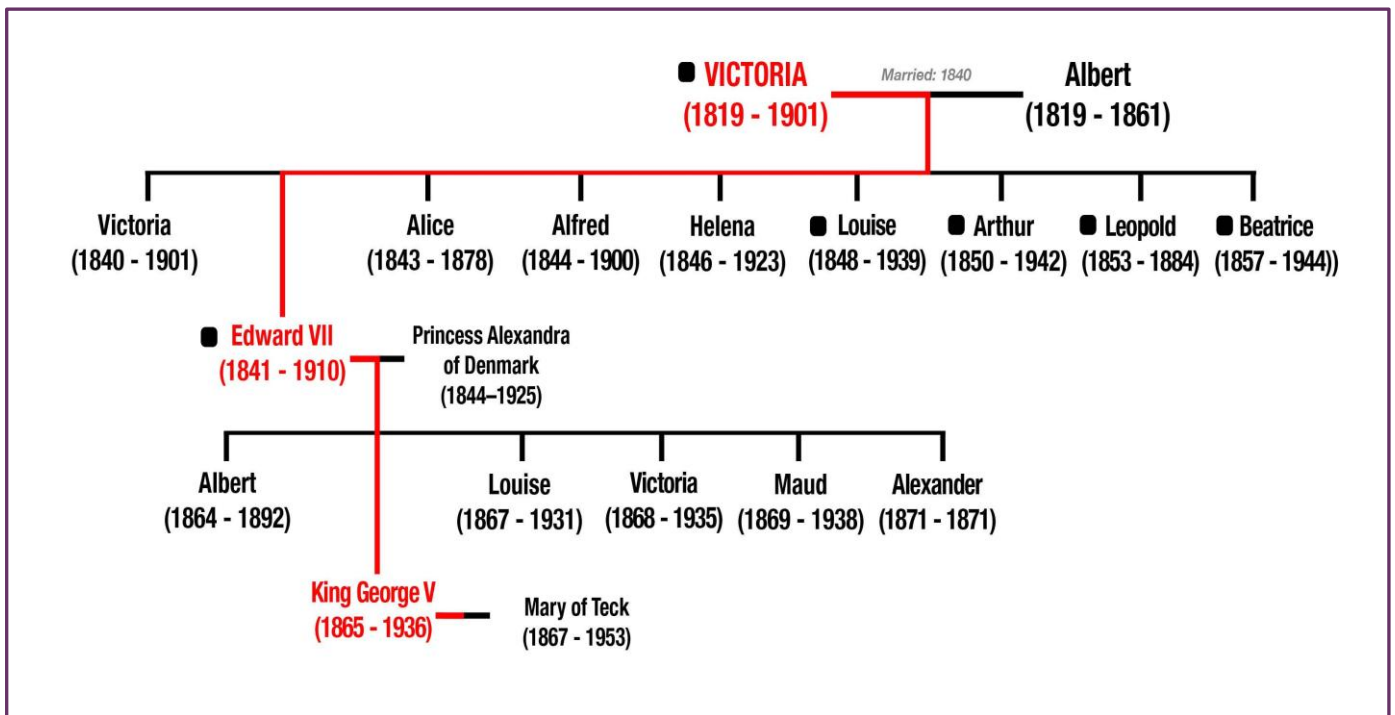 VICTORIA
(1819 - 1901)
Married: 1840
Albert
(1819 - 1861)
Victoria
(1840 - 1901)
Alice
(1843 - 1878)
Alfred
(1844 - 1900)
Helena
(1846 - 1923)
Louise
(1848 - 1939)
Arthur
(1850 - 1942)
Leopold
(1853 - 1884)
Beatrice
(1857 - 1944))
Edward VII
(1841 - 1910)
Princess Alexandra
of Denmark
(1844–1925)
Albert
(1864 - 1892)
Louise
(1867 - 1931)
Victoria
(1868 - 1935)
Maud
(1869 - 1938)
Alexander
(1871 - 1871)
King George V
(1865 - 1936)
Mary of Teck
(1867 - 1953)